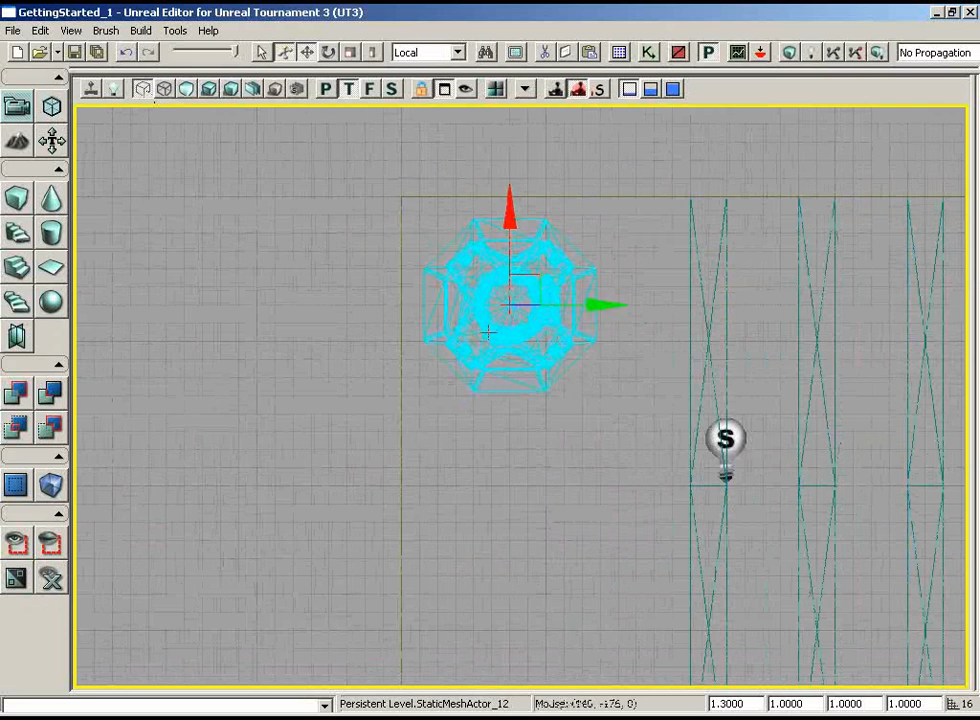 GettingStarted_1 - Unreal Editor for Unreal Tournament 3 (UT3)
File Edit View Brush Build Tools Help
Local
No Propagation
P T F S
S
Persistent Level.StaticMeshActor_12
1.3000 1.0000 1.0000 1.0000 16